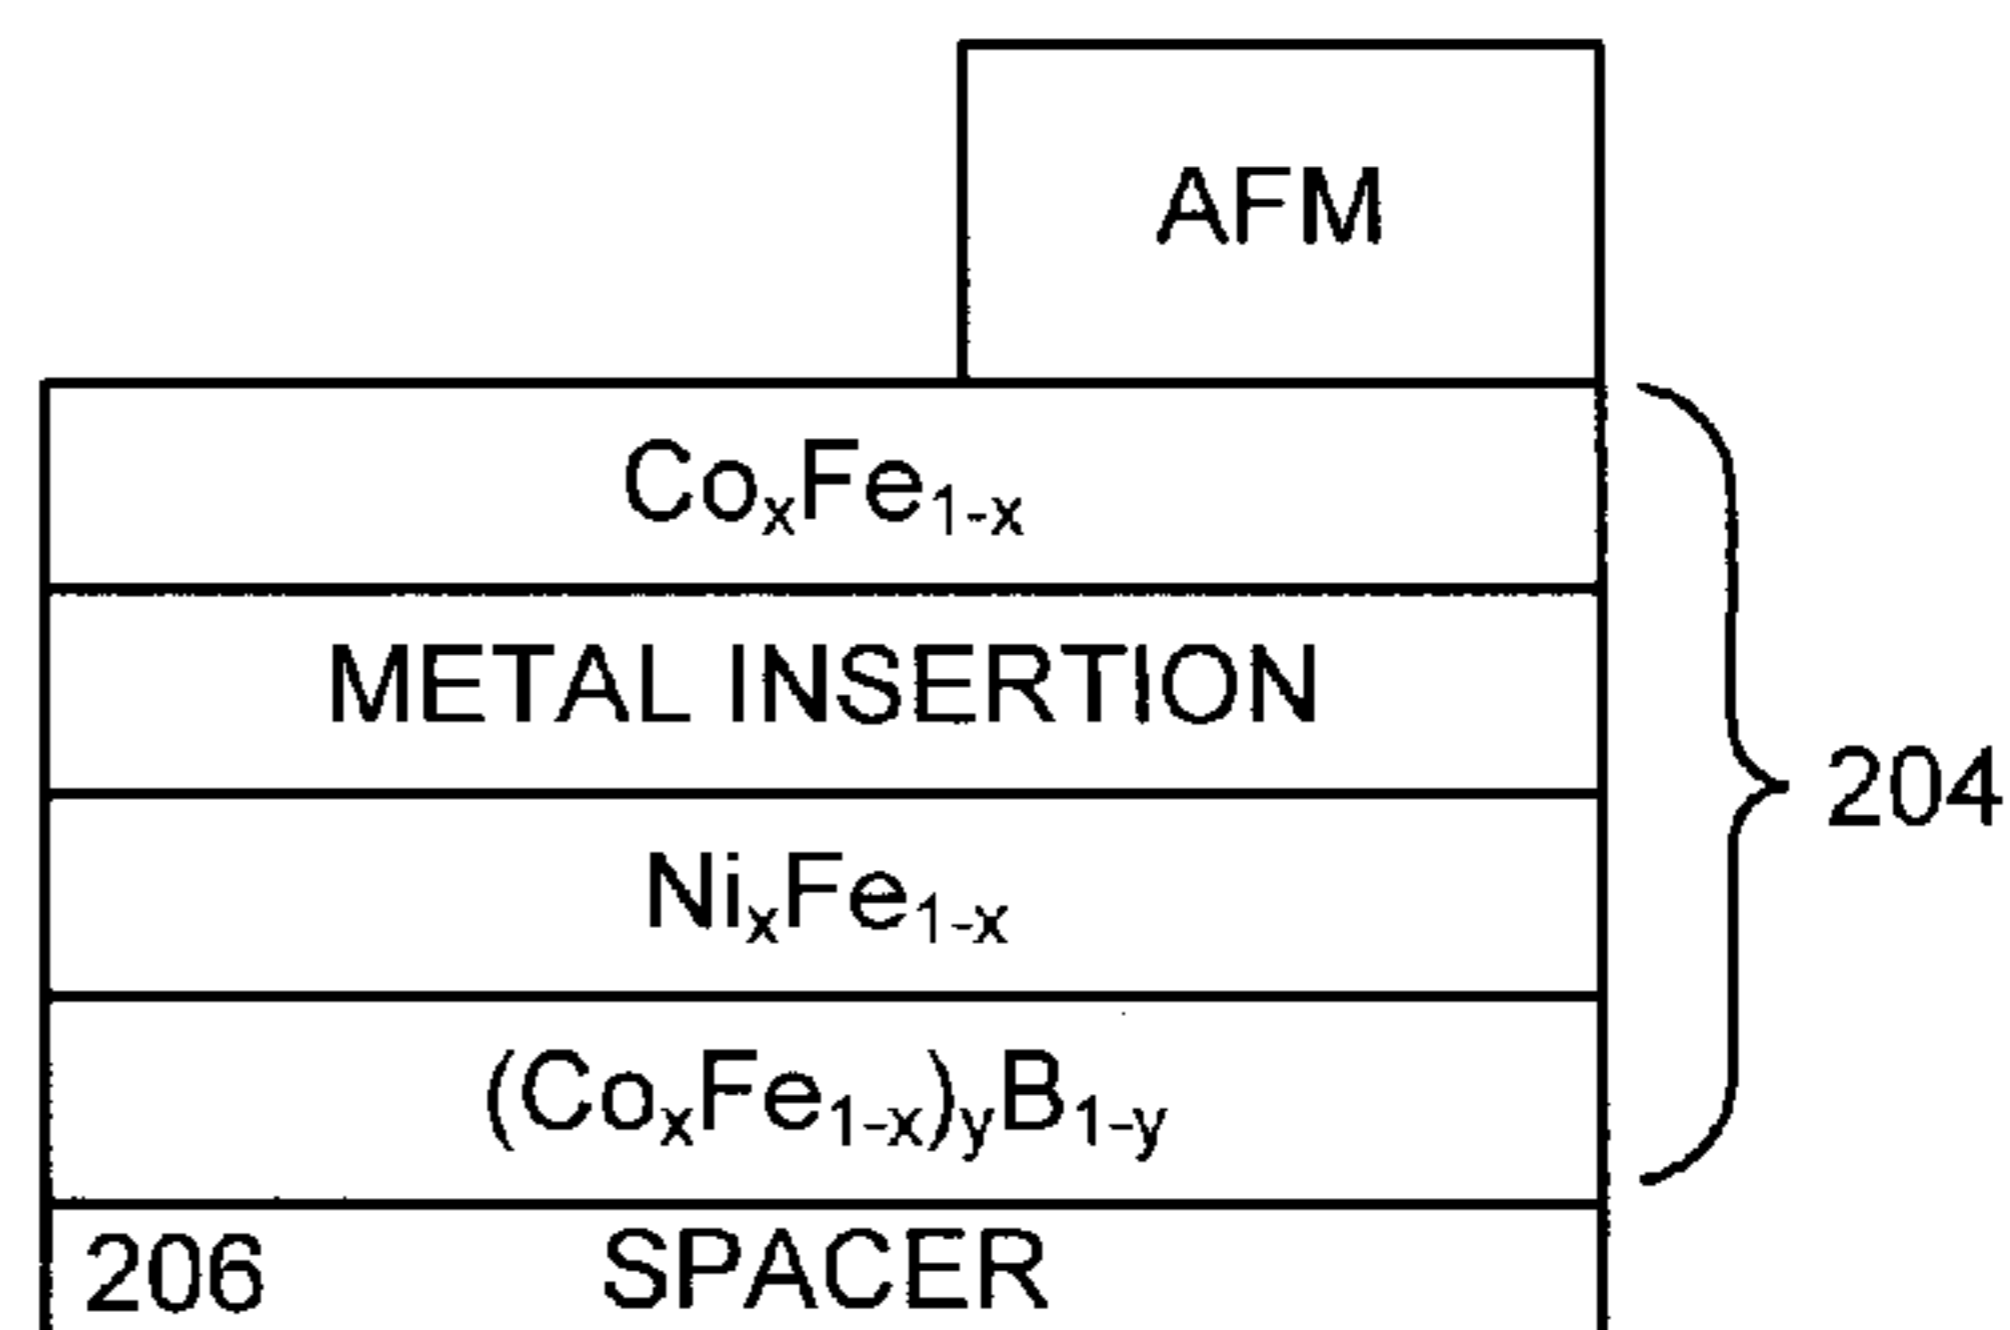 AFM
CoₓFe₁₋ₓ
METAL INSERTION
NiₓFe₁₋ₓ
204
(CoₓFe₁₋ₓ)yB₁₋y
206 SPACER